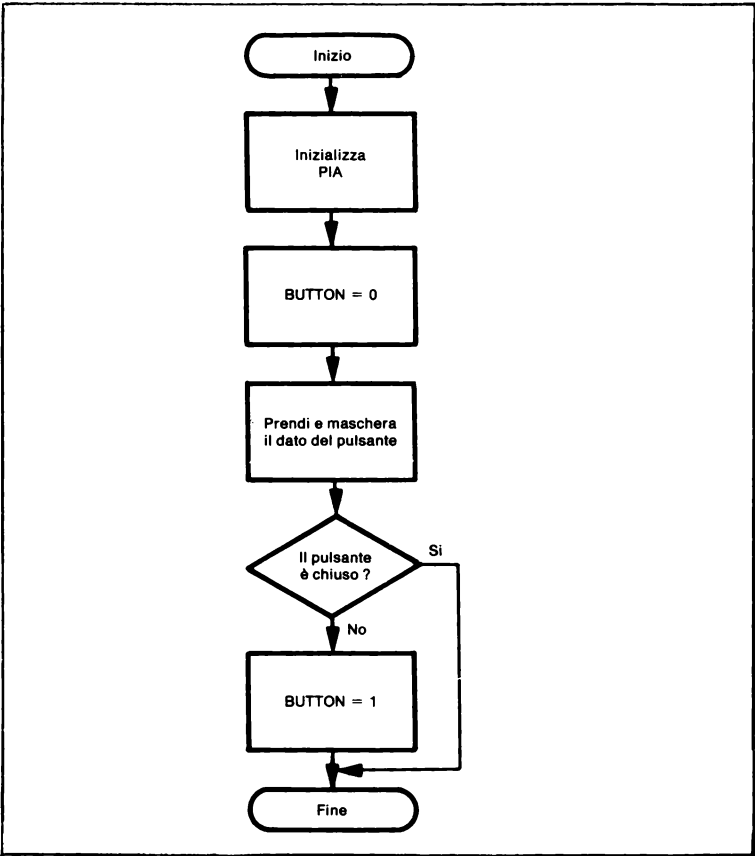 Inizio
Inizializza
PIA
BUTTON = 0
Prendi e maschera
il dato del pulsante
Il pulsante
è chiuso ?
Si
No
BUTTON = 1
Fine